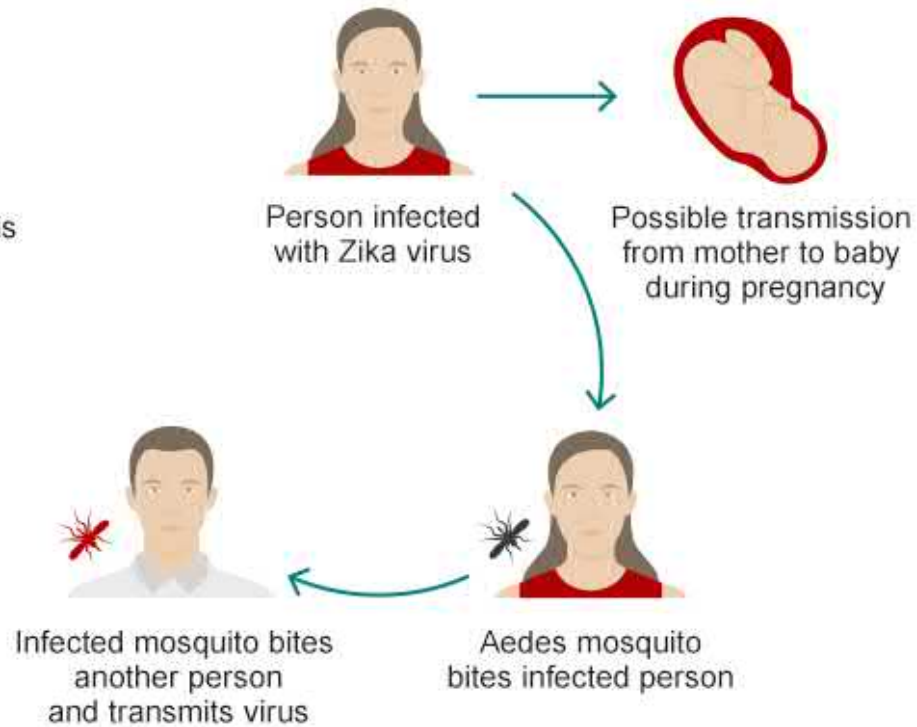 Person infected
with Zika virus
Possible transmission
from mother to baby
during pregnancy
Infected mosquito bites
another person
and transmits virus
Aedes mosquito
bites infected person